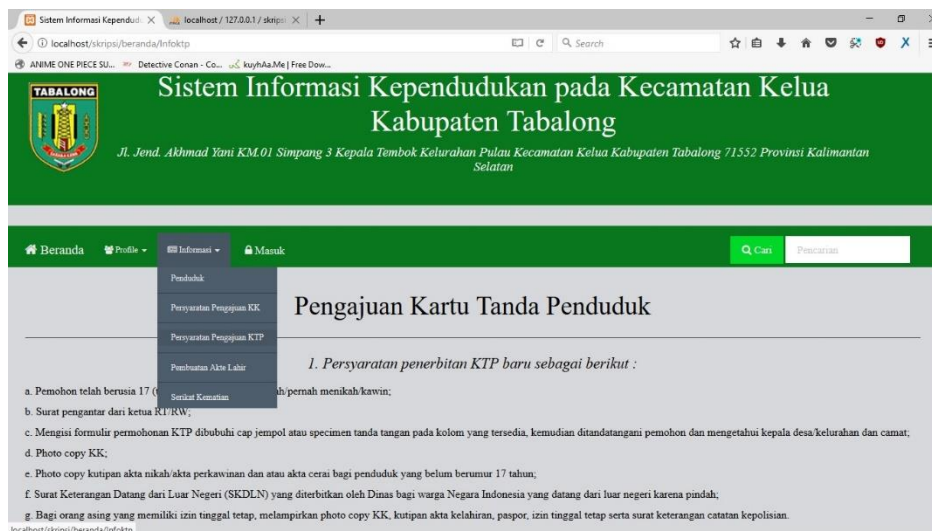 Sistem Informasi Kependudu
localhost / 127.0.0.1 / skripsi
localhost/skripsi/beranda/Infoktp
Search
ANIME ONE PIECE SU...
Detective Conan - Co...
kuyhAa.Me | Free Dow...
TABALONG
Sistem Informasi Kependudukan pada Kecamatan Kelua
Kabupaten Tabalong
Jl. Jend. Akhmad Yani KM.01 Simpang 3 Kepala Tembok Kelurahan Pulau Kecamatan Kelua Kabupaten Tabalong 71552 Provinsi Kalimantan
Selatan
Beranda
Profile
Informasi
Masuk
Cari
Pencarian
Penduduk
Persyaratan Pengajuan KK
Persyaratan Pengajuan KTP
Pembuatan Akte Lahir
Serikat Kematian
Pengajuan Kartu Tanda Penduduk
1. Persyaratan penerbitan KTP baru sebagai berikut :
a. Pemohon telah berusia 17 ( h/pernah menikah/kawin;
b. Surat pengantar dari ketua RT/RW;
c. Mengisi formulir permohonan KTP dibubuhi cap jempol atau specimen tanda tangan pada kolom yang tersedia, kemudian ditandatangani pemohon dan mengetahui kepala desa/kelurahan dan camat;
d. Photo copy KK;
e. Photo copy kutipan akta nikah/akta perkawinan dan atau akta cerai bagi penduduk yang belum berumur 17 tahun;
f. Surat Keterangan Datang dari Luar Negeri (SKDLN) yang diterbitkan oleh Dinas bagi warga Negara Indonesia yang datang dari luar negeri karena pindah;
g. Bagi orang asing yang memiliki izin tinggal tetap, melampirkan photo copy KK, kutipan akta kelahiran, paspor, izin tinggal tetap serta surat keterangan catatan kepolisian.
localhost/skripsi/beranda/Infoktp